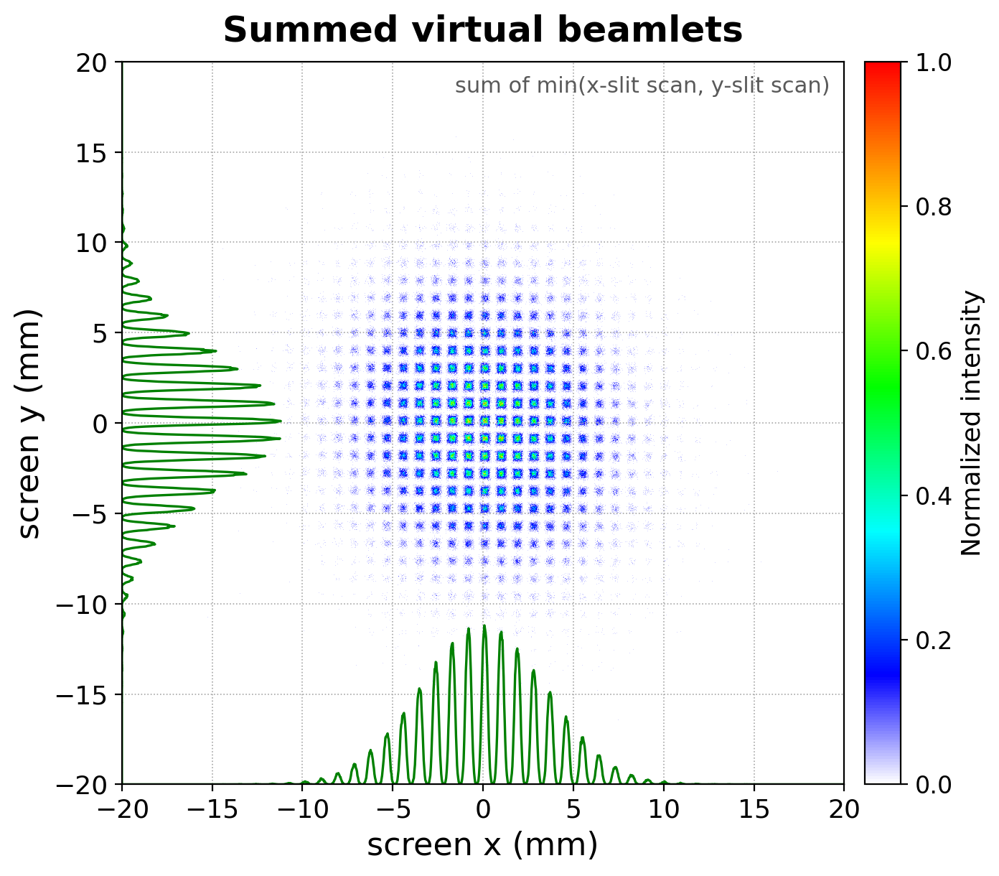 Summed virtual beamlets
sum of min(x-slit scan, y-slit scan)
screen y (mm)
20
15
10
5
0
−5
−10
−15
−20
−20 −15 −10 −5 0 5 10 15 20
screen x (mm)
1.0
0.8
0.6
0.4
0.2
0.0
Normalized intensity